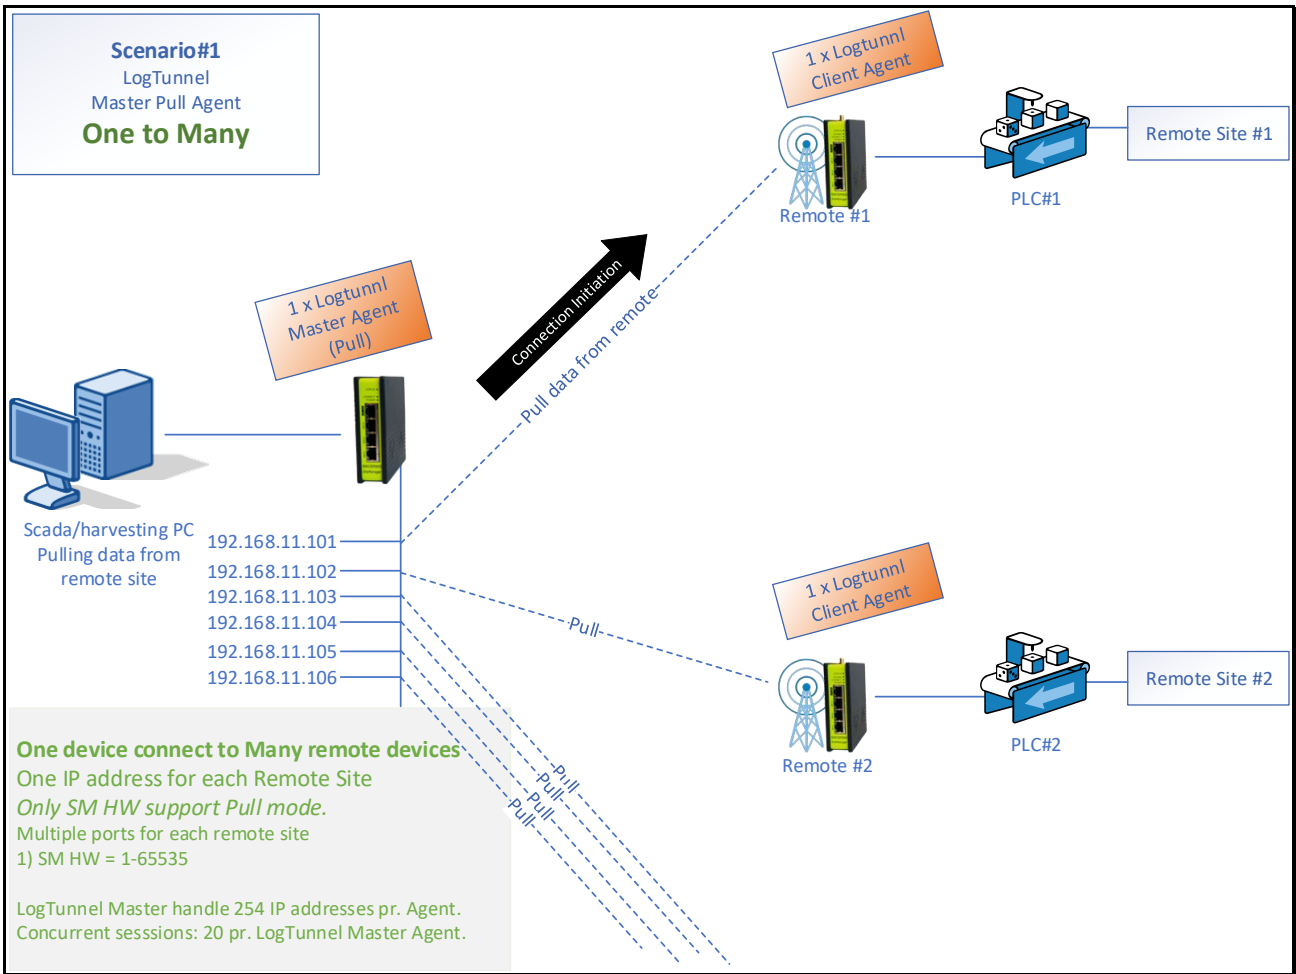 Scenario#1
LogTunnel
Master Pull Agent
One to Many
1 x Logtunnl
Client Agent
Remote #1
PLC#1
Remote Site #1
Connection Initiation
Pull data from remote
1 x Logtunnl
Master Agent
(Pull)
Scada/harvesting PC
Pulling data from
remote site
192.168.11.101
192.168.11.102
192.168.11.103
192.168.11.104
192.168.11.105
192.168.11.106
Pull
1 x Logtunnl
Client Agent
Remote #2
PLC#2
Remote Site #2
Pull
Pull
Pull
Pull
One device connect to Many remote devices
One IP address for each Remote Site
Only SM HW support Pull mode.
Multiple ports for each remote site
1) SM HW = 1-65535
LogTunnel Master handle 254 IP addresses pr. Agent.
Concurrent sesssions: 20 pr. LogTunnel Master Agent.